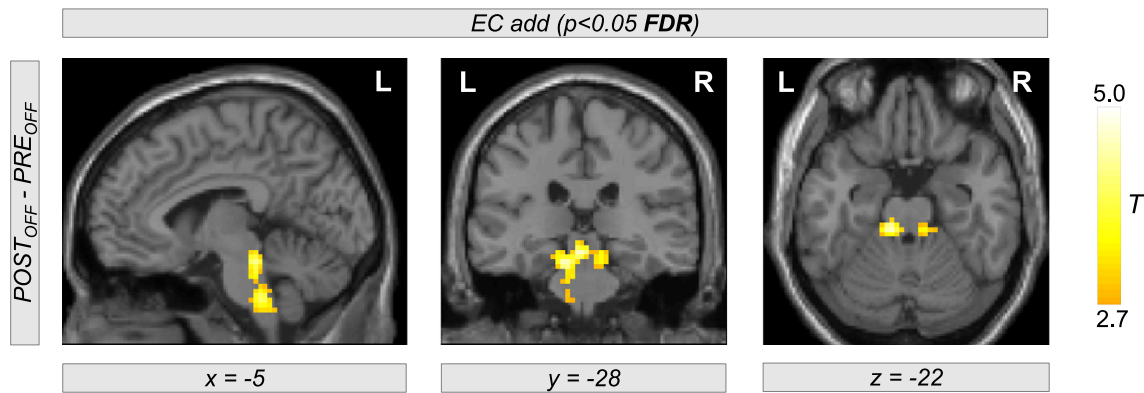 EC add (p<0.05 FDR)
POST_OFF - PRE_OFF
L
L R
L R
5.0
T
2.7
x = -5
y = -28
z = -22